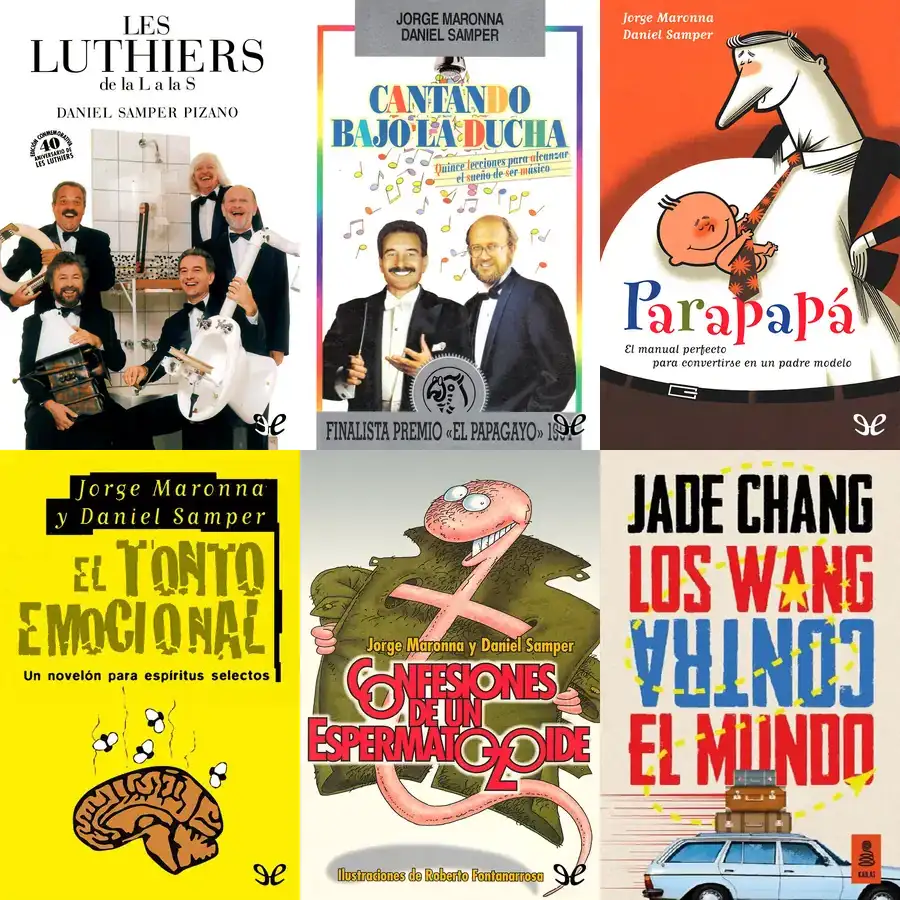 LES
LUTHIERS
de la L a la S
DANIEL SAMPER PIZANO
EDICIÓN CONMEMORATIVA
40
ANIVERSARIO DE
LES LUTHIERS
JORGE MARONNA
DANIEL SAMPER
CANTANDO
BAJO LA DUCHA
Quince lecciones para alcanzar
el sueño de ser músico
FINALISTA PREMIO «EL PAPAGAYO»
Jorge Maronna
Daniel Samper
Parapapá
El manual perfecto
para convertirse en un padre modelo
Jorge Maronna
y Daniel Samper
EL TONTO
EMOCIONAL
Un novelón para espíritus selectos
Jorge Maronna y Daniel Samper
CONFESIONES
DE UN
ESPERMATOZOIDE
Ilustraciones de Roberto Fontanarrosa
JADE CHANG
LOS WANG
CONTRA
EL MUNDO
KAILAS